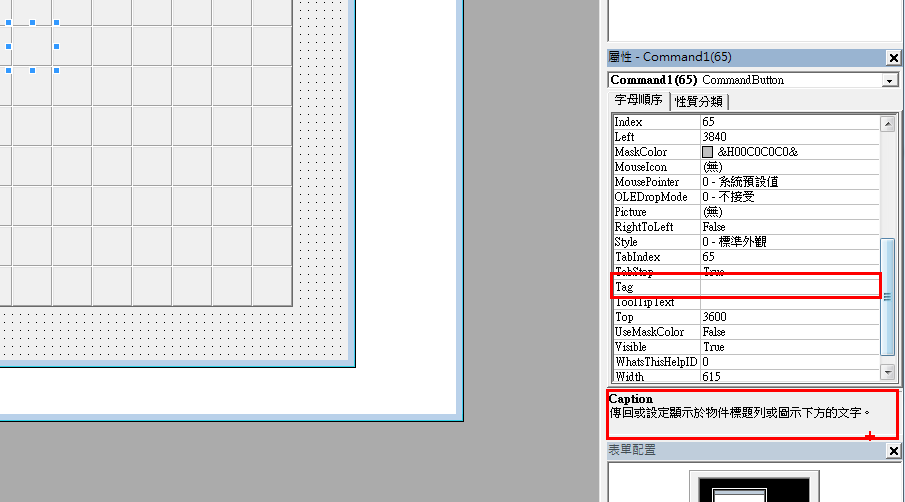 屬性 - Command1(65)
Command1(65) CommandButton
字母順序 性質分類
Index 65
Left 3840
MaskColor &H00C0C0C0&
MouseIcon (無)
MousePointer 0 - 系統預設值
OLEDropMode 0 - 不接受
Picture (無)
RightToLeft False
Style 0 - 標準外觀
TabIndex 65
TabStop True
Tag
ToolTipText
Top 3600
UseMaskColor False
Visible True
WhatsThisHelpID 0
Width 615
Caption
傳回或設定顯示於物件標題列或圖示下方的文字。
表單配置